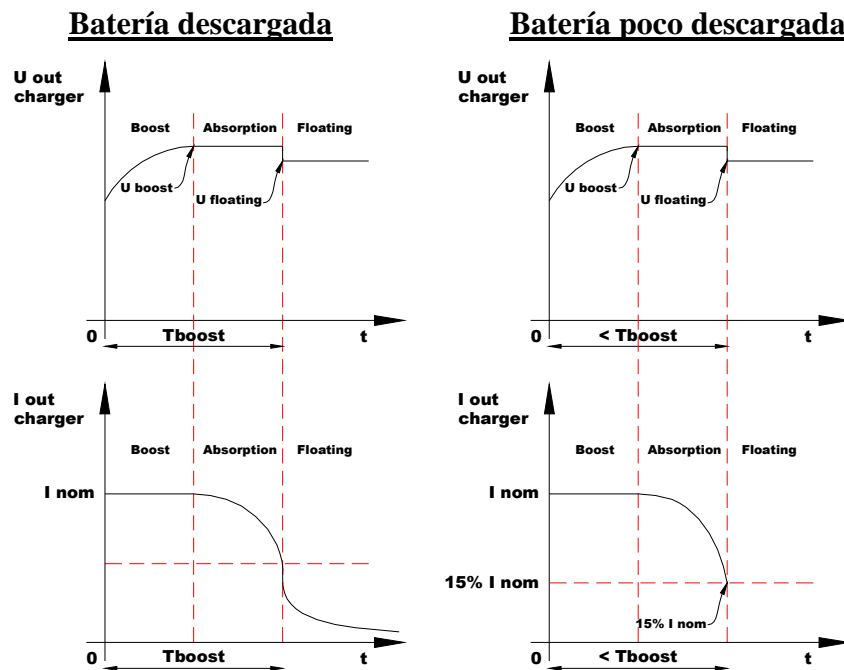 Batería descargada
U out
charger
Boost
Absorption
Floating
U boost
U floating
0
Tboost
t
I out
charger
Boost
Absorption
Floating
I nom
0
Tboost
t
Batería poco descargada
U out
charger
Boost
Absorption
Floating
U boost
U floating
0
< Tboost
t
I out
charger
Boost
Absorption
Floating
I nom
15% I nom
15% I nom
0
< Tboost
t